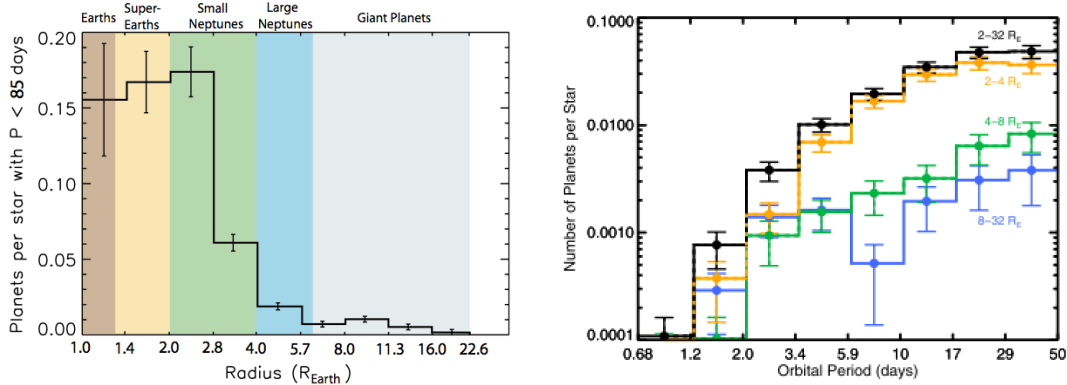 Earths
Super-
Earths
Small
Neptunes
Large
Neptunes
Giant Planets
Planets per star with P < 85 days
0.20
0.15
0.10
0.05
0.00
1.0 1.4 2.0 2.8 4.0 5.7 8.0 11.3 16.0 22.6
Radius (R_Earth)
Number of Planets per Star
0.1000
0.0100
0.0010
0.0001
2–32 R_E
2–4 R_E
4–8 R_E
8–32 R_E
0.68 1.2 2.0 3.4 5.9 10 17 29 50
Orbital Period (days)